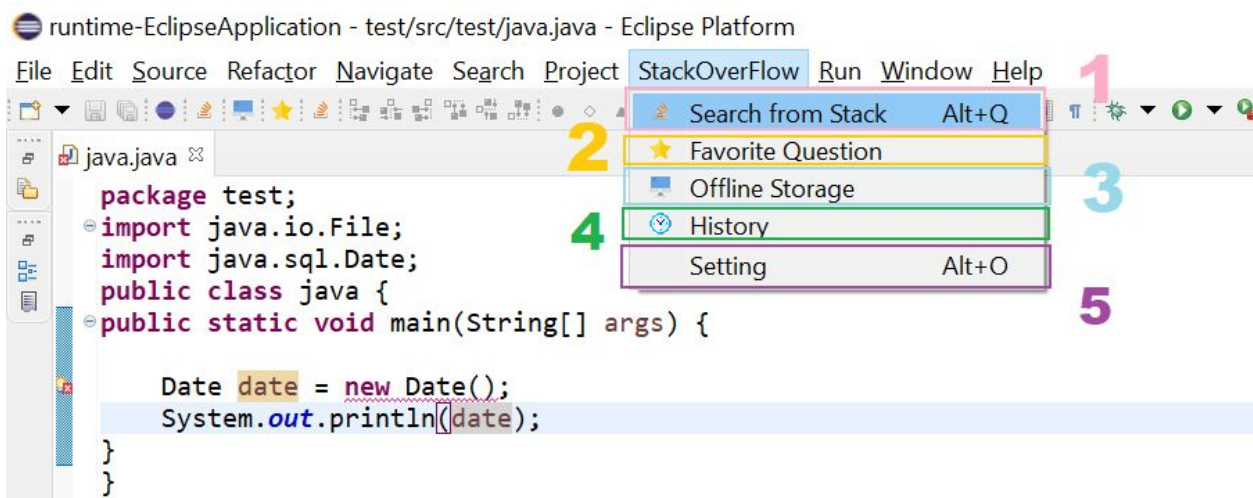 runtime-EclipseApplication - test/src/test/java.java - Eclipse Platform
File Edit Source Refactor Navigate Search Project StackOverFlow Run Window Help
1
Search from Stack Alt+Q
2
Favorite Question
Offline Storage
3
4
History
Setting Alt+O
5
java.java
package test;
import java.io.File;
import java.sql.Date;
public class java {
public static void main(String[] args) {
Date date = new Date();
System.out.println(date);
}
}